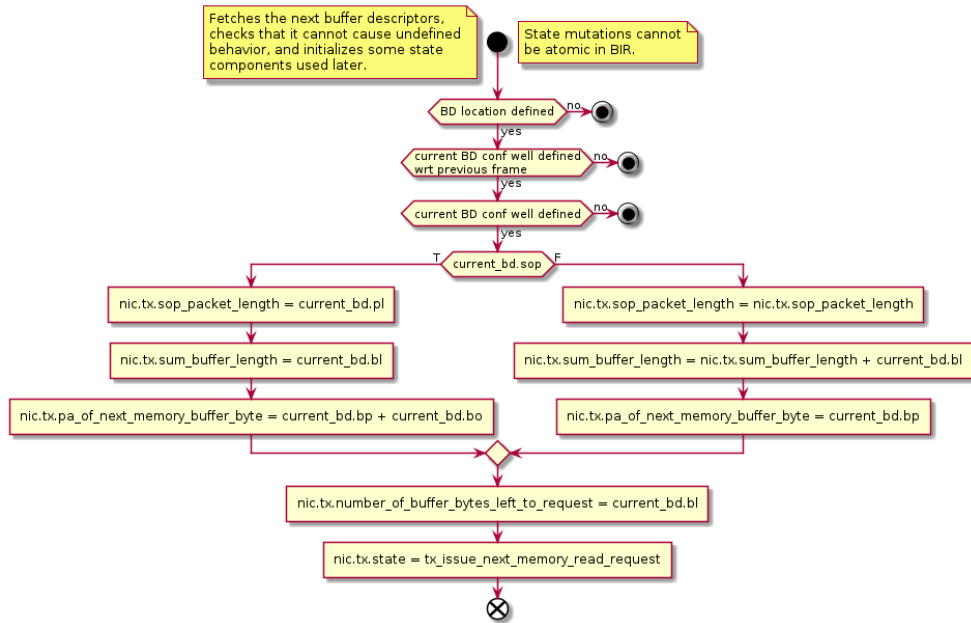 Fetches the next buffer descriptors,
checks that it cannot cause undefined
behavior, and initializes some state
components used later.
State mutations cannot
be atomic in BIR.
BD location defined
no
yes
current BD conf well defined
wrt previous frame
no
yes
current BD conf well defined
no
yes
T
current_bd.sop
F
nic.tx.sop_packet_length = current_bd.pl
nic.tx.sop_packet_length = nic.tx.sop_packet_length
nic.tx.sum_buffer_length = current_bd.bl
nic.tx.sum_buffer_length = nic.tx.sum_buffer_length + current_bd.bl
nic.tx.pa_of_next_memory_buffer_byte = current_bd.bp + current_bd.bo
nic.tx.pa_of_next_memory_buffer_byte = current_bd.bp
nic.tx.number_of_buffer_bytes_left_to_request = current_bd.bl
nic.tx.state = tx_issue_next_memory_read_request